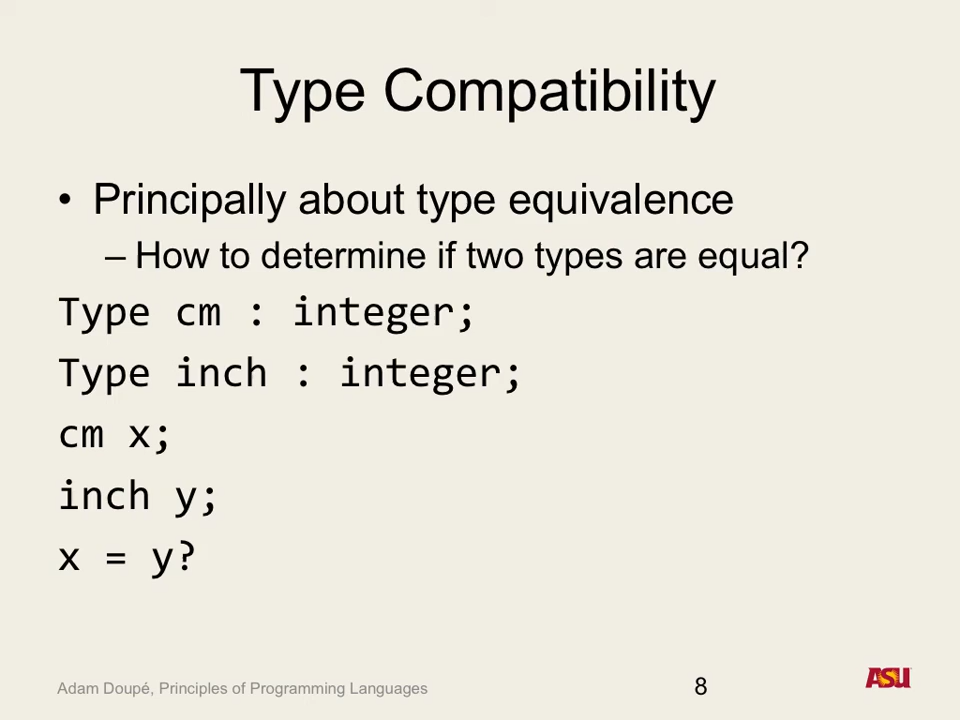 Type Compatibility
• Principally about type equivalence
– How to determine if two types are equal?
Type cm : integer;
Type inch : integer;
cm x;
inch y;
x = y?
Adam Doupé, Principles of Programming Languages
8
ASU